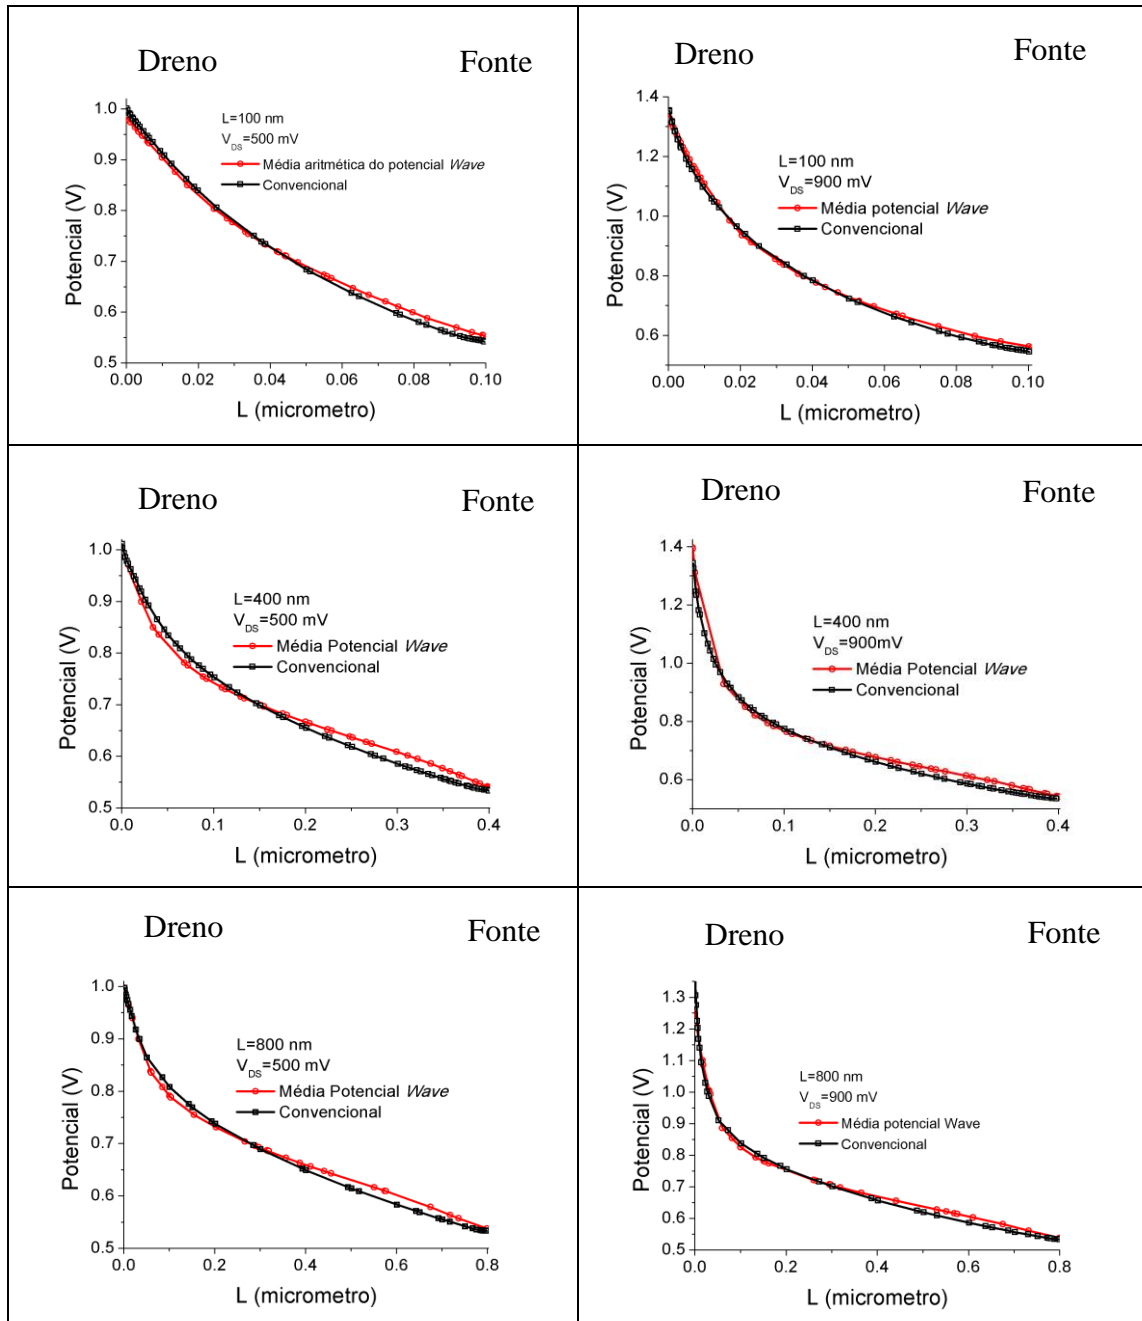 Dreno Fonte
1.0
0.9
0.8
0.7
0.6
0.5
Potencial (V)
L=100 nm
V_DS=500 mV
Média aritmética do potencial Wave
Convencional
0.00 0.02 0.04 0.06 0.08 0.10
L (micrometro)
Dreno Fonte
1.4
1.2
1.0
0.8
0.6
Potencial (V)
L=100 nm
V_DS=900 mV
Média potencial Wave
Convencional
0.00 0.02 0.04 0.06 0.08 0.10
L (micrometro)
Dreno Fonte
1.0
0.9
0.8
0.7
0.6
0.5
Potencial (V)
L=400 nm
V_DS=500 mV
Média Potencial Wave
Convencional
0.0 0.1 0.2 0.3 0.4
L (micrometro)
Dreno Fonte
1.4
1.2
1.0
0.8
0.6
Potencial (V)
L=400 nm
V_DS=900mV
Média Potencial Wave
Convencional
0.0 0.1 0.2 0.3 0.4
L (micrometro)
Dreno Fonte
1.0
0.9
0.8
0.7
0.6
0.5
Potencial (V)
L=800 nm
V_DS=500 mV
Média Potencial Wave
Convencional
0.0 0.2 0.4 0.6 0.8
L (micrometro)
Dreno Fonte
1.3
1.2
1.1
1.0
0.9
0.8
0.7
0.6
0.5
Potencial (V)
L=800 nm
V_DS=900 mV
Média potencial Wave
Convencional
0.0 0.2 0.4 0.6 0.8
L (micrometro)